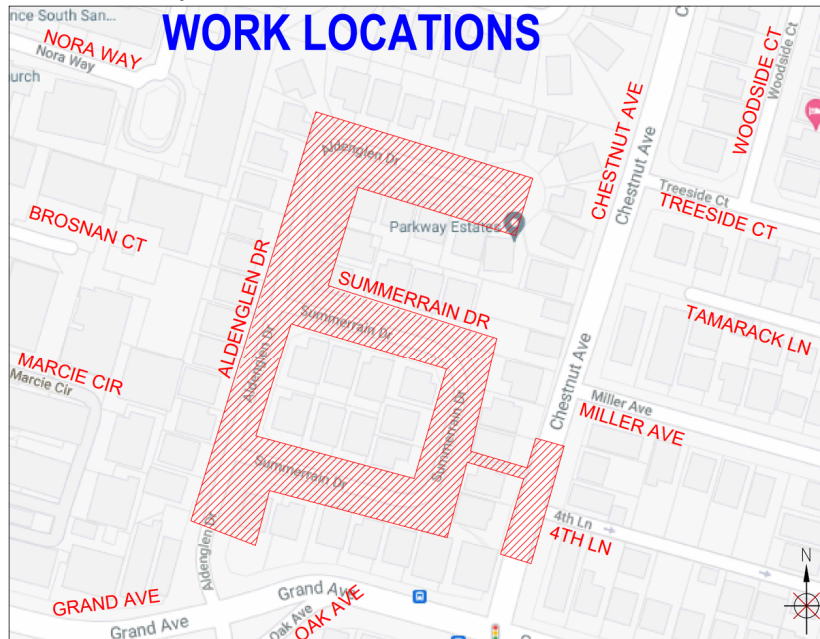 nce South San...
WORK LOCATIONS
NORA WAY
Nora Way
urch
CHESTNUT AVE
Chestnut Ave
WOODSIDE CT
Woodside Ct
Aldenglen Dr
Treeside Ct
TREESIDE CT
BROSNAN CT
Parkway Estates
ALDENGLEN DR
Aldenglen Dr
SUMMERRAIN DR
Summerrain Dr
TAMARACK LN
MARCIE CIR
Marcie Cir
Chestnut Ave
Miller Ave
MILLER AVE
Summerrain Dr
Summerrain Dr
Aldenglen Dr
4th Ln
4TH LN
N
GRAND AVE
Grand Ave
Grand Ave
Oak Ave
OAK AVE